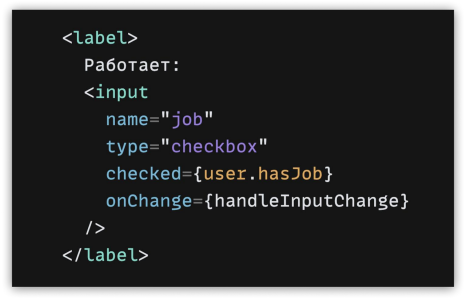 <label>
Работает:
<input
name="job"
type="checkbox"
checked={user.hasJob}
onChange={handleInputChange}
/>
</label>